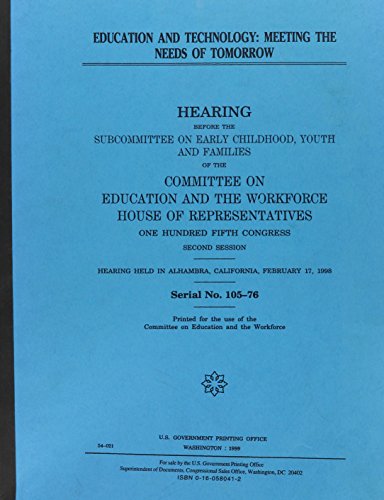 EDUCATION AND TECHNOLOGY: MEETING THE
NEEDS OF TOMORROW
HEARING
BEFORE THE
SUBCOMMITTEE ON EARLY CHILDHOOD, YOUTH
AND FAMILIES
OF THE
COMMITTEE ON
EDUCATION AND THE WORKFORCE
HOUSE OF REPRESENTATIVES
ONE HUNDRED FIFTH CONGRESS
SECOND SESSION
HEARING HELD IN ALHAMBRA, CALIFORNIA, FEBRUARY 17, 1998
Serial No. 105–76
Printed for the use of the
Committee on Education and the Workforce
U.S. GOVERNMENT PRINTING OFFICE
54-021
WASHINGTON : 1999
For sale by the U.S. Government Printing Office
Superintendent of Documents, Congressional Sales Office, Washington, DC 20402
ISBN 0-16-058041-2